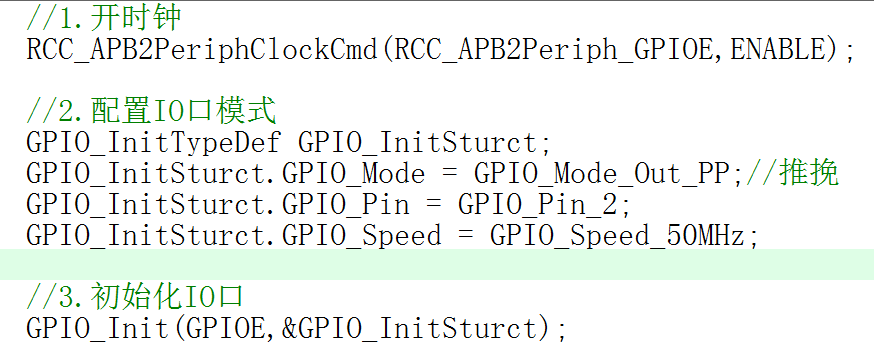 //1.开时钟
RCC_APB2PeriphClockCmd(RCC_APB2Periph_GPIOE,ENABLE);
//2.配置IO口模式
GPIO_InitTypeDef GPIO_InitSturct;
GPIO_InitSturct.GPIO_Mode = GPIO_Mode_Out_PP;//推挽
GPIO_InitSturct.GPIO_Pin = GPIO_Pin_2;
GPIO_InitSturct.GPIO_Speed = GPIO_Speed_50MHz;
//3.初始化IO口
GPIO_Init(GPIOE,&GPIO_InitSturct);